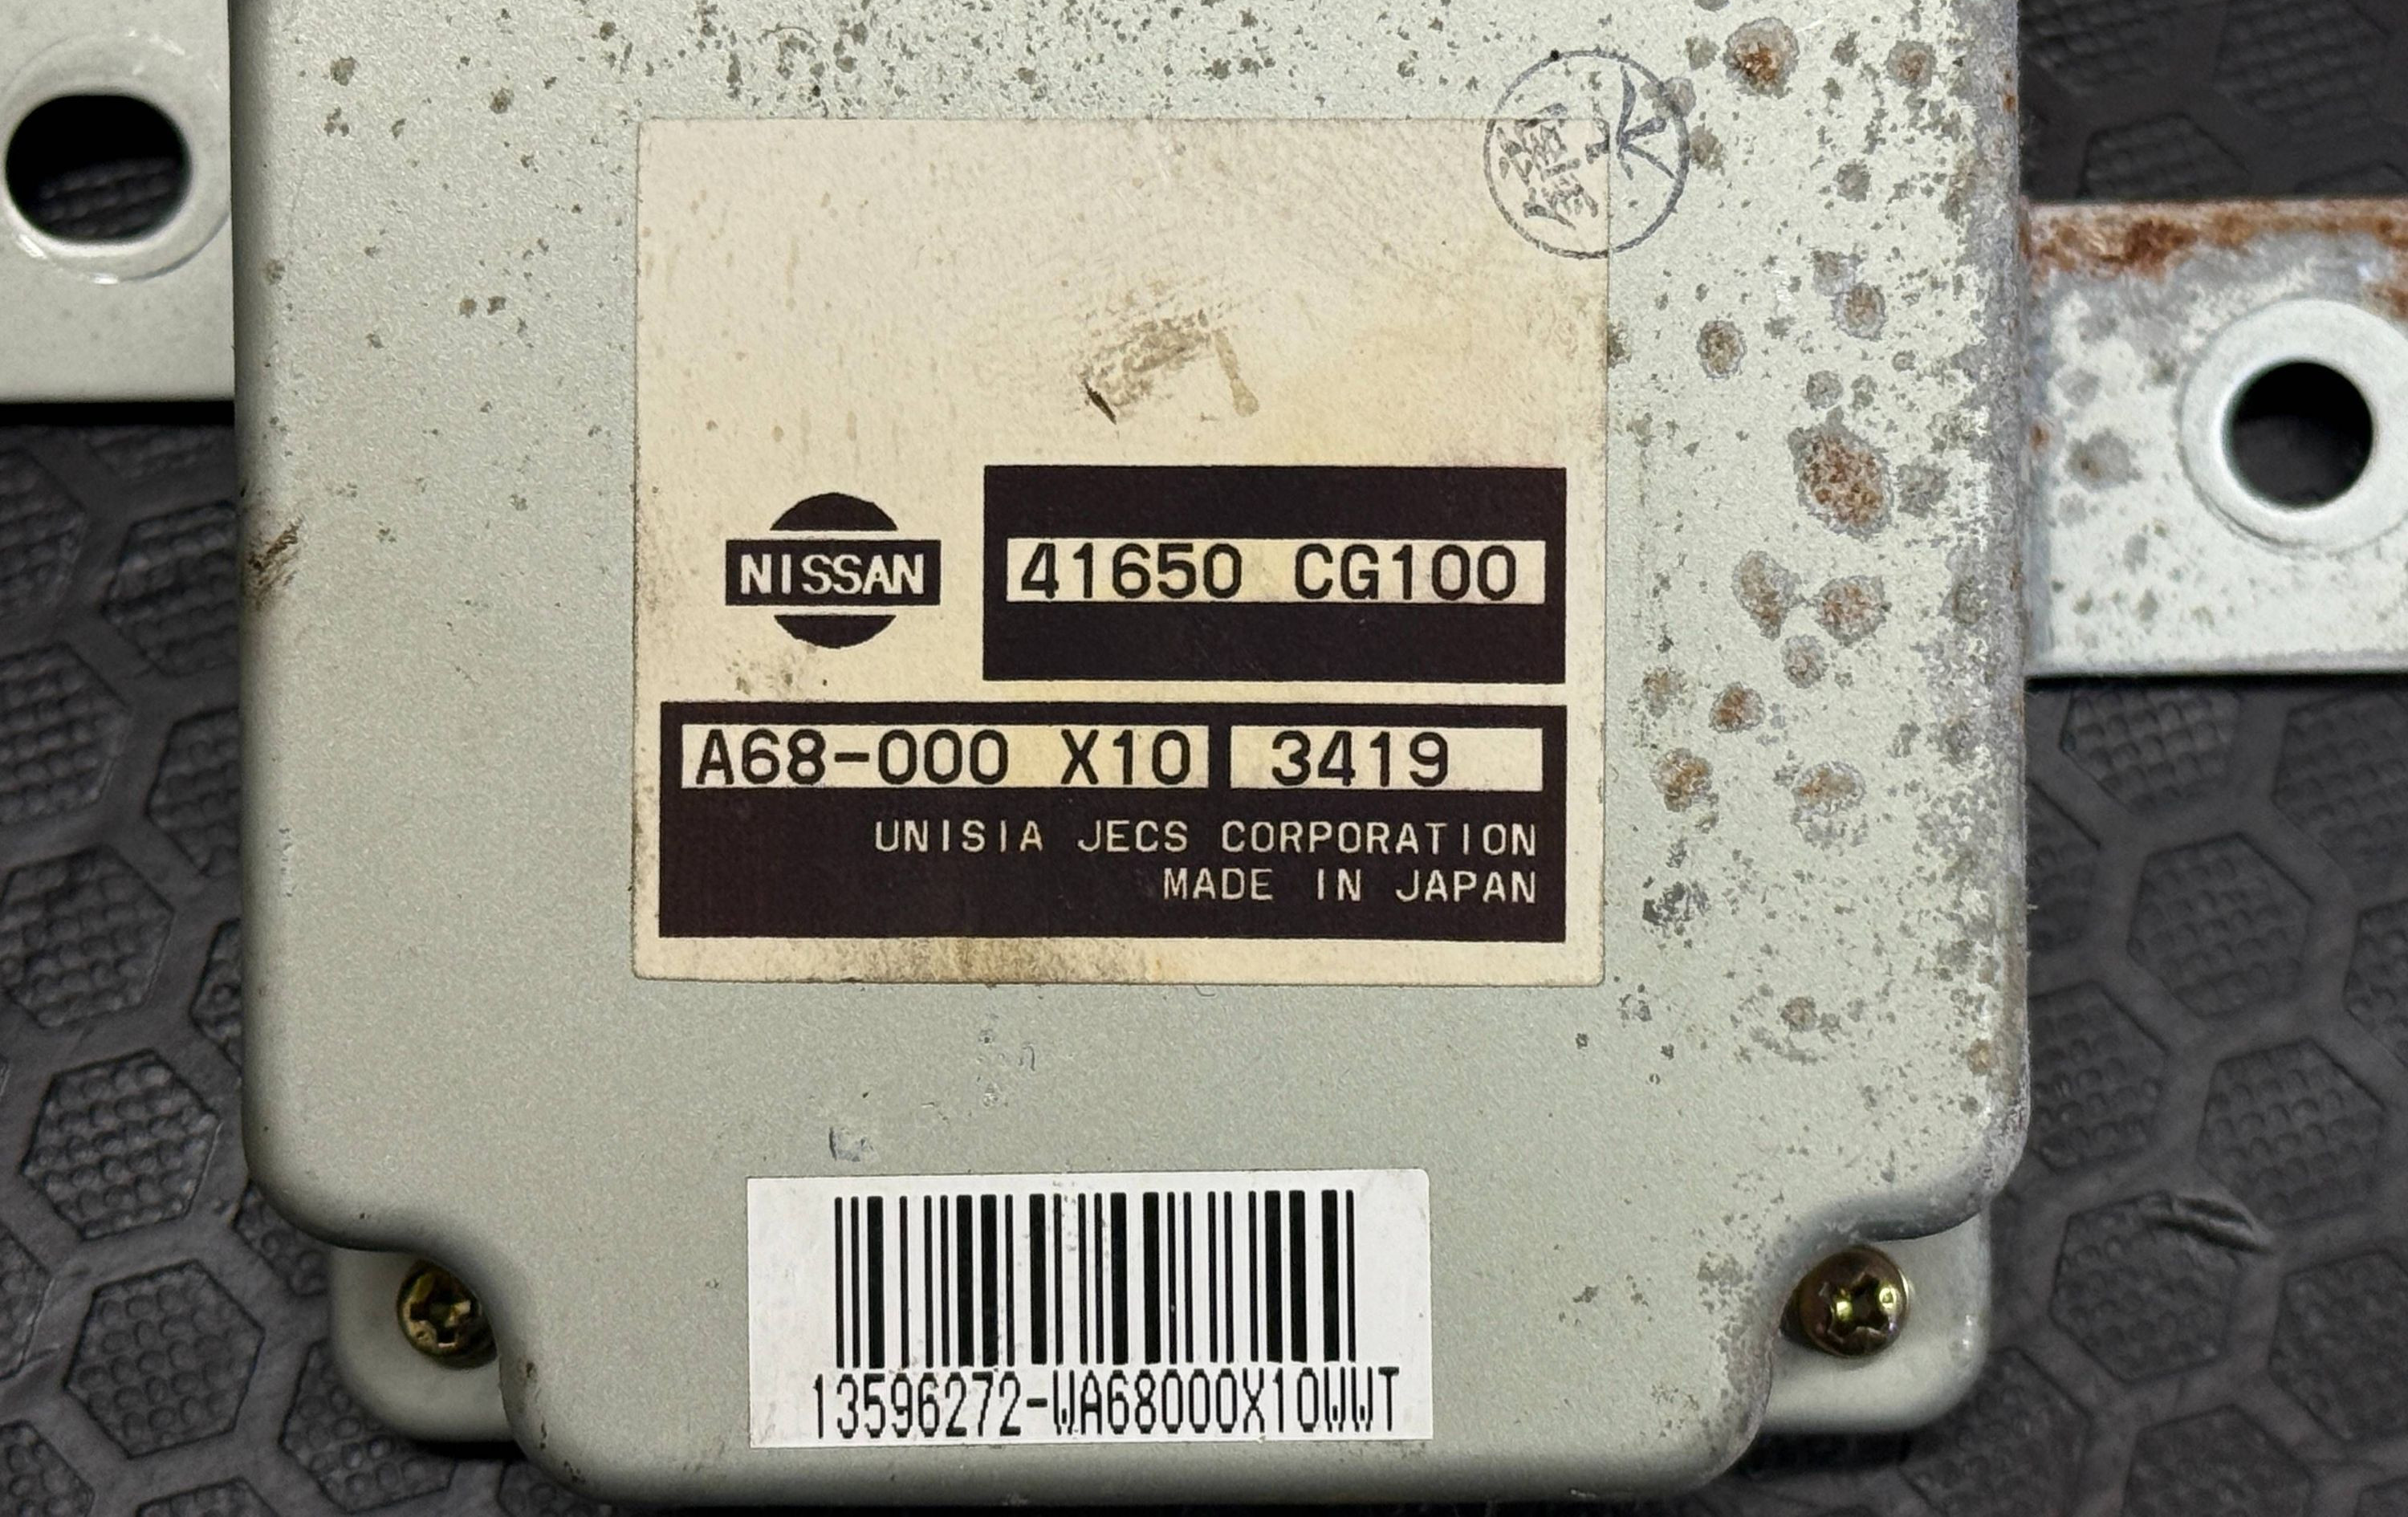 NISSAN
41650 CG100
A68-000 X10 3419
UNISIA JECS CORPORATION
MADE IN JAPAN
13596272-WA68000X10WWT